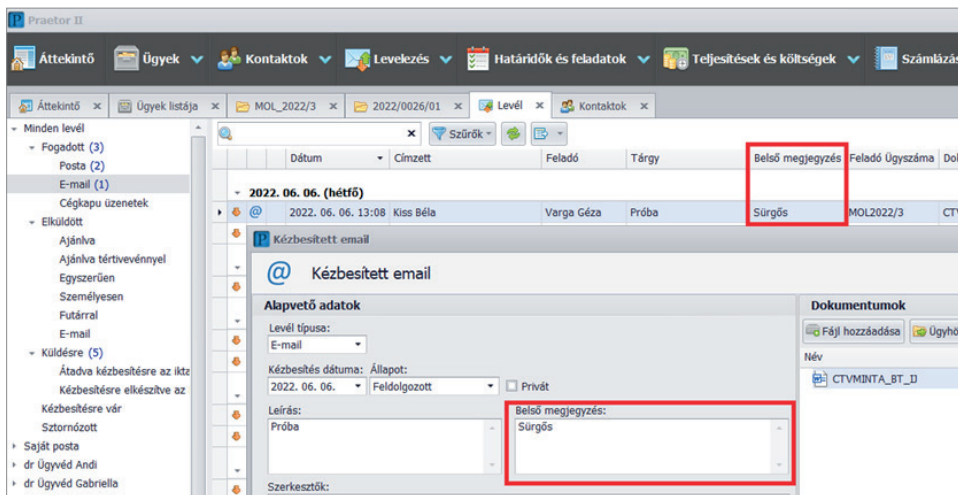 Praetor II
Áttekintő Ügyek Kontaktok Levelezés Határidők és feladatok Teljesítések és költségek Számlázás
Áttekintő × Ügyek listája × MOL_2022/3 × 2022/0026/01 × Levél × Kontaktok ×
Minden levél
Fogadott (3)
Posta (2)
E-mail (1)
Cégkapu üzenetek
Elküldött
Ajánlva
Ajánlva tértivevénnyel
Egyszerűen
Személyesen
Futárral
E-mail
Küldésre (5)
Átadva kézbesítésre az ikta
Kézbesítésre elkészítve az
Kézbesítésre vár
Sztornózott
Saját posta
dr Ügyvéd Andi
dr Ügyvéd Gabriella
× Szűrők
Dátum Címzett Feladó Tárgy Belső megjegyzés Feladó Ügyszáma Dok
2022. 06. 06. (hétfő)
@ 2022. 06. 06. 13:08 Kiss Béla Varga Géza Próba Sürgős MOL2022/3 CTV
Kézbesített email
@ Kézbesített email
Alapvető adatok
Levél típusa:
E-mail
Kézbesítés dátuma: Állapot:
2022. 06. 06. Feldolgozott Privát
Leírás: Belső megjegyzés:
Próba Sürgős
Szerkesztők:
Dokumentumok
Fájl hozzáadása Ügyhö
Név
CTVMINTA_BT_D